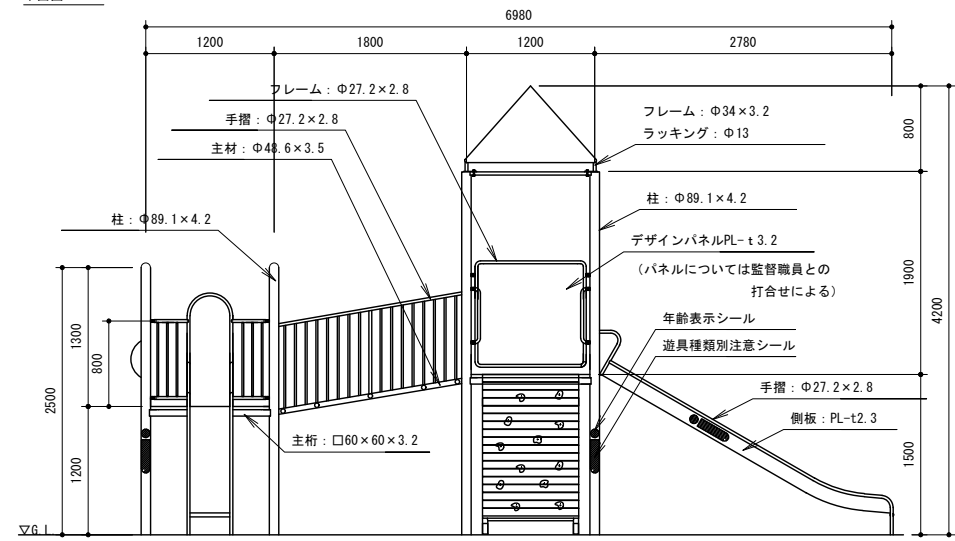 6980
1200
1800
1200
2780
フレーム：Φ27.2×2.8
手摺：Φ27.2×2.8
主材：Φ48.6×3.5
柱：Φ89.1×4.2
フレーム：Φ34×3.2
ラッキング：Φ13
柱：Φ89.1×4.2
デザインパネルPL-ｔ3.2
（パネルについては監督職員との
打合せによる）
年齢表示シール
遊具種類別注意シール
手摺：Φ27.2×2.8
側板：PL-t2.3
主桁：□60×60×3.2
800
1900
4200
1500
1300
800
2500
1200
▽G.L